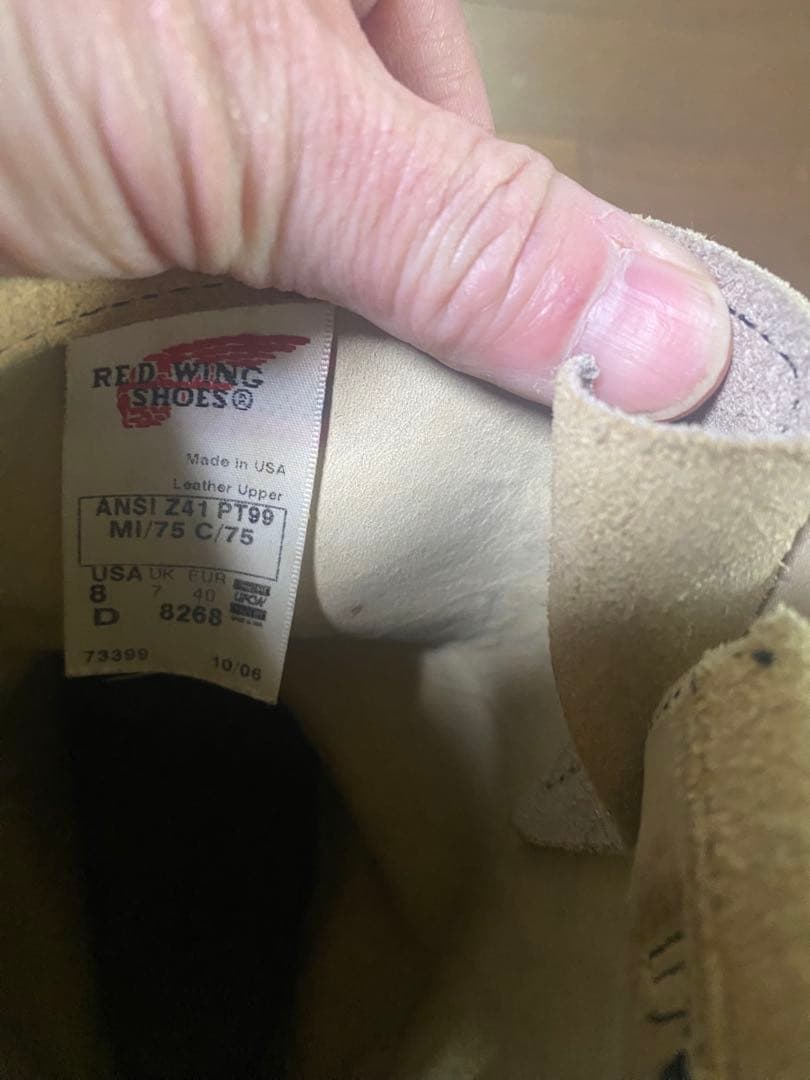 RED WING
SHOES®
Made in USA
Leather Upper
ANSI Z41 PT99
MI/75 C/75
USA UK EUR
8 7 40
D 8268
UFCW
73399 10/06